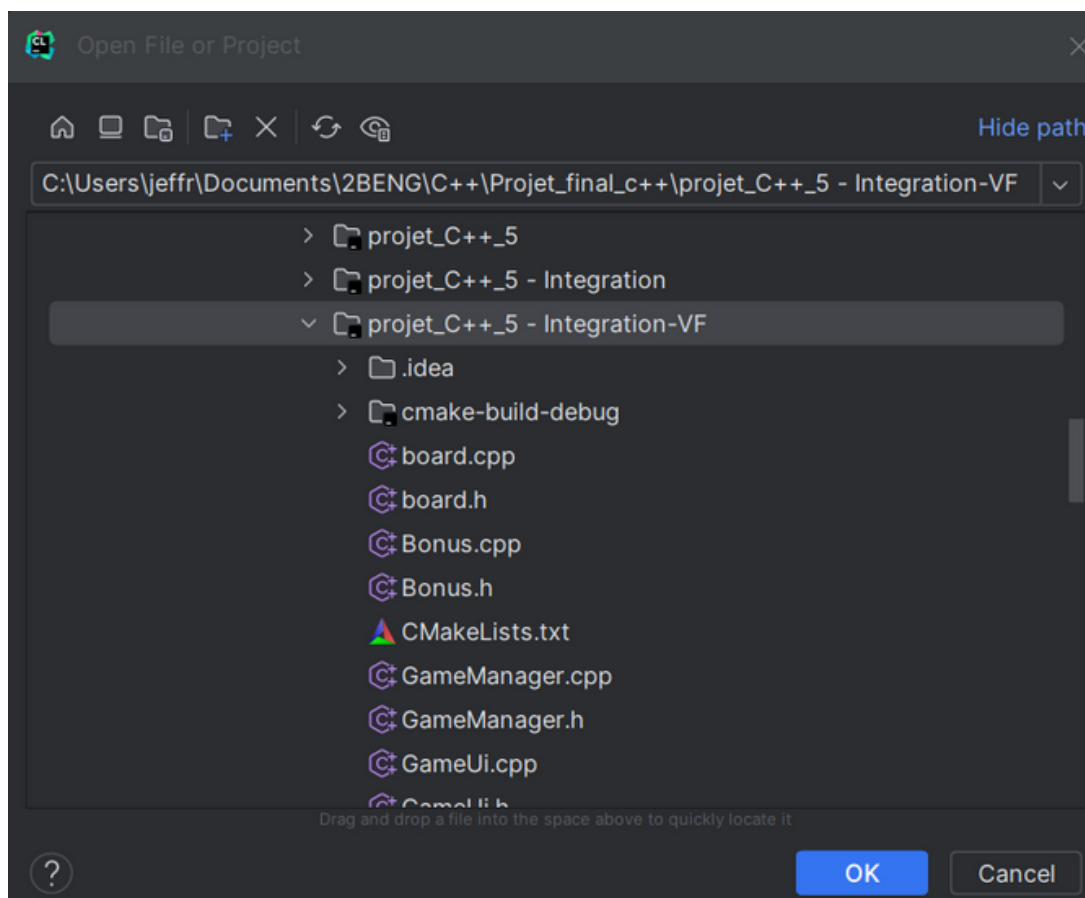 CL
Open File or Project
Hide path
C:\Users\jeffr\Documents\2BENG\C++\Projet_final_c++\projet_C++_5 - Integration-VF
projet_C++_5
projet_C++_5 - Integration
projet_C++_5 - Integration-VF
.idea
cmake-build-debug
board.cpp
board.h
Bonus.cpp
Bonus.h
CMakeLists.txt
GameManager.cpp
GameManager.h
GameUi.cpp
GameUi.h
Drag and drop a file into the space above to quickly locate it
?
OK
Cancel